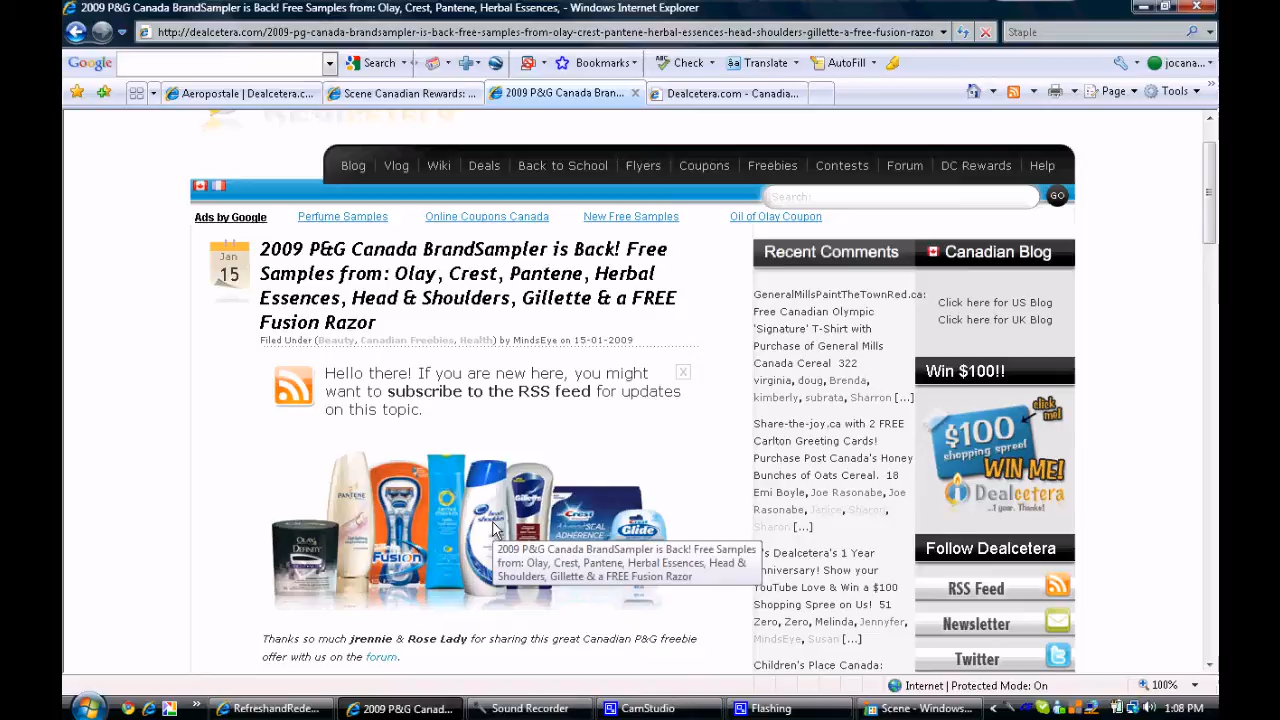 2009 P&G Canada BrandSampler is Back! Free Samples from: Olay, Crest, Pantene, Herbal Essences, - Windows Internet Explorer
http://dealcetera.com/2009-pg-canada-brandsampler-is-back-free-samples-from-olay-crest-pantene-herbal-essences-head-shoulders-gillette-a-free-fusion-razor
Staple
Google
Search
Bookmarks
Check
Translate
AutoFill
jocana...
Aeropostale | Dealcetera.c...
Scene Canadian Rewards: ...
2009 P&G Canada Bran...
Dealcetera.com - Canadia...
Page
Tools
Blog Vlog Wiki Deals Back to School Flyers Coupons Freebies Contests Forum DC Rewards Help
Search:
GO
Ads by Google
Perfume Samples
Online Coupons Canada
New Free Samples
Oil of Olay Coupon
Jan
15
2009 P&G Canada BrandSampler is Back! Free
Samples from: Olay, Crest, Pantene, Herbal
Essences, Head & Shoulders, Gillette & a FREE
Fusion Razor
Filed Under (Beauty, Canadian Freebies, Health) by MindsEye on 15-01-2009
Hello there! If you are new here, you might
want to subscribe to the RSS feed for updates
on this topic.
X
PANTENE
OLAY
DEFINITY
Fusion
head &
shoulders
Gillette
Crest
SEAL
ADHERENCE
Glide
2009 P&G Canada BrandSampler is Back! Free Samples
from: Olay, Crest, Pantene, Herbal Essences, Head &
Shoulders, Gillette & a FREE Fusion Razor
Thanks so much Jrennie & Rose Lady for sharing this great Canadian P&G freebie
offer with us on the forum.
Recent Comments
GeneralMillsPaintTheTownRed.ca:
Free Canadian Olympic
'Signature' T-Shirt with
Purchase of General Mills
Canada Cereal 322
virginia, doug, Brenda,
kimberly, subrata, Sharron [...]
Share-the-joy.ca with 2 FREE
Carlton Greeting Cards!
Purchase Post Canada's Honey
Bunches of Oats Cereal. 18
Emi Boyle, Joe Rasonabe, Joe
Rasonabe, Janice, Sharon,
Sharon [...]
's Dealcetera's 1 Year
nniversary! Show your
YouTube Love & Win a $100
Shopping Spree on Us! 51
Zero, Zero, Melinda, Jennyfer,
MindsEye, Susan [...]
Children's Place Canada:
Canadian Blog
Click here for US Blog
Click here for UK Blog
Win $100!!
click
me!
$100
shopping spree!
WIN ME!
Dealcetera
...1 year. Thanks!
Follow Dealcetera
RSS Feed
Newsletter
Twitter
Internet | Protected Mode: On
100%
RefreshandRede...
2009 P&G Canad...
Sound Recorder
CamStudio
Flashing
Scene - Windows...
1:08 PM